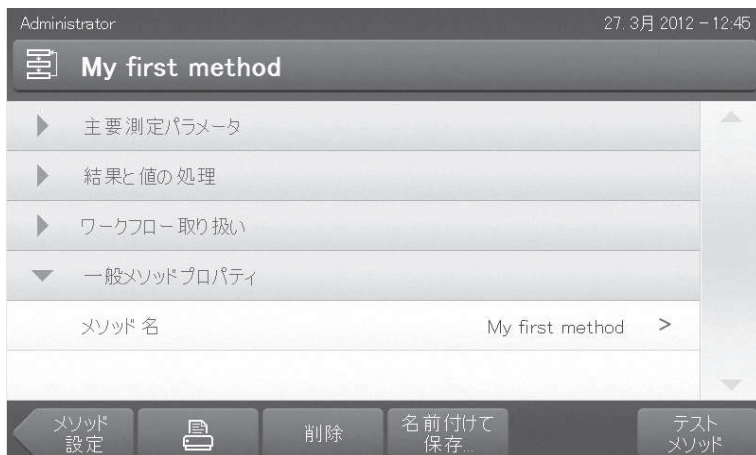 Administrator
27. 3月 2012 - 12:45
My first method
主要測定パラメータ
結果と値の処理
ワークフロー取り扱い
一般メソッドプロパティ
メソッド名
My first method >
メソッド
設定
削除
名前付けて
保存...
テスト
メソッド